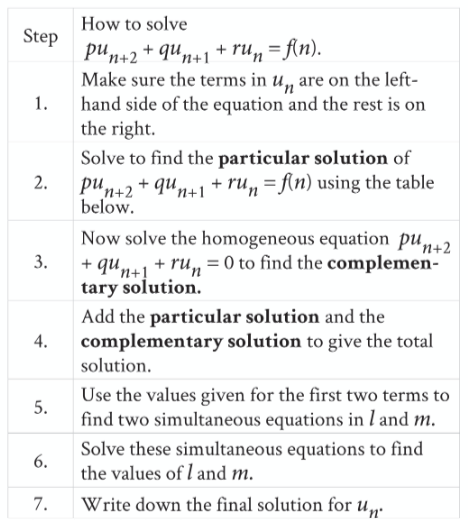 Step
How to solve
pu_{n+2} + qu_{n+1} + ru_n = f(n).
1.
Make sure the terms in u_n are on the left-
hand side of the equation and the rest is on
the right.
2.
Solve to find the particular solution of
pu_{n+2} + qu_{n+1} + ru_n = f(n) using the table
below.
3.
Now solve the homogeneous equation pu_{n+2}
+ qu_{n+1} + ru_n = 0 to find the complemen-
tary solution.
4.
Add the particular solution and the
complementary solution to give the total
solution.
5.
Use the values given for the first two terms to
find two simultaneous equations in l and m.
6.
Solve these simultaneous equations to find
the values of l and m.
7.
Write down the final solution for u_n.